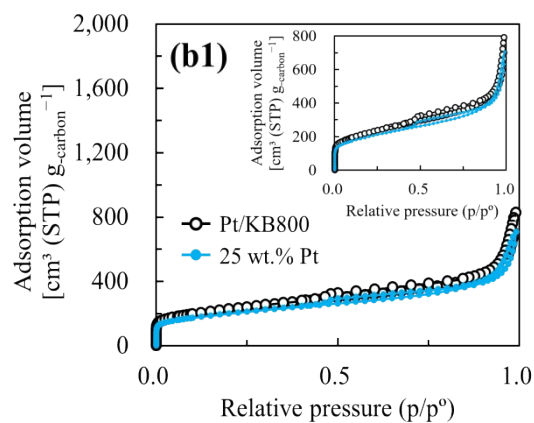 (b1)
Adsorption volume
[cm³ (STP) g-carbon⁻¹]
2,000
1,600
1,200
800
400
0
0.0
0.5
1.0
Relative pressure (p/pº)
Pt/KB800
25 wt.% Pt
Adsorption volume
[cm³ (STP) g-carbon⁻¹]
800
600
400
200
0
0.0
0.5
1.0
Relative pressure (p/pº)